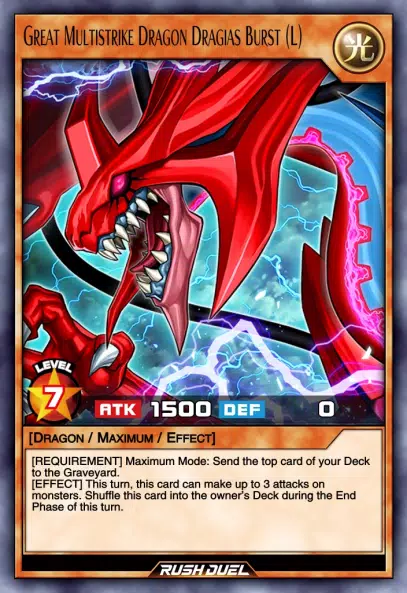 Great Multistrike Dragon Dragias Burst (L)
光
LEVEL
7
ATK 1500 DEF 0
[Dragon / Maximum / Effect]
[REQUIREMENT] Maximum Mode: Send the top card of your Deck
to the Graveyard.
[EFFECT] This turn, this card can make up to 3 attacks on
monsters. Shuffle this card into the owner's Deck during the End
Phase of this turn.
RUSH DUEL